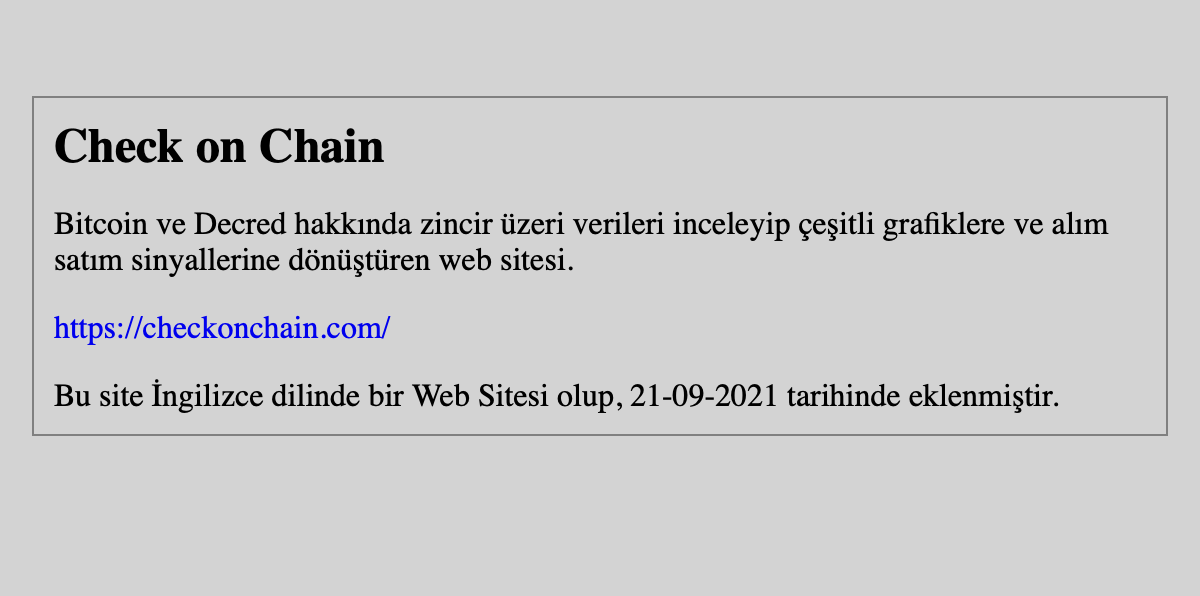 Check on Chain
Bitcoin ve Decred hakkında zincir üzeri verileri inceleyip çeşitli grafiklere ve alım
satım sinyallerine dönüştüren web sitesi.
https://checkonchain.com/
Bu site İngilizce dilinde bir Web Sitesi olup, 21-09-2021 tarihinde eklenmiştir.